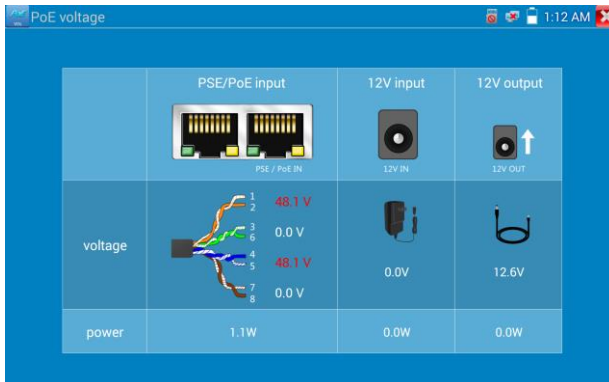 PoE voltage
1:12 AM
PSE/PoE input 12V input 12V output
PSE / PoE IN 12V IN 12V OUT
voltage
1
2
48.1 V
3
6
0.0 V
4
5
48.1 V
7
8
0.0 V
0.0V
12.6V
power 1.1W 0.0W 0.0W